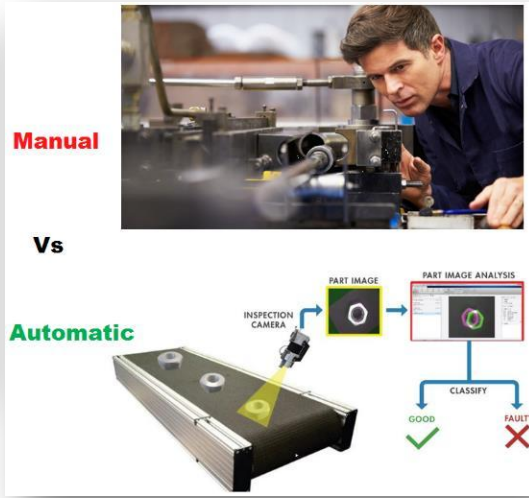 Manual
Vs
Automatic
INSPECTION
CAMERA
PART IMAGE
PART IMAGE ANALYSIS
CLASSIFY
GOOD
FAULT